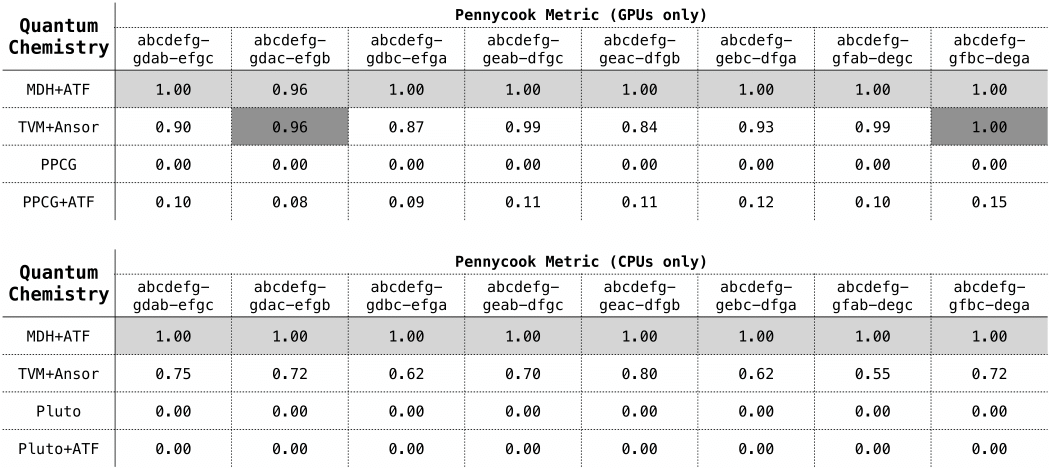 Quantum Chemistry
Pennycook Metric (GPUs only)
abcdefg- abcdefg- abcdefg- abcdefg- abcdefg- abcdefg- abcdefg- abcdefg-
gdab-efgc gdac-efgb gdbc-efga geab-dfgc geac-dfgb gebc-dfga gfab-degc gfbc-dega
MDH+ATF 1.00 0.96 1.00 1.00 1.00 1.00 1.00 1.00
TVM+Ansor 0.90 0.96 0.87 0.99 0.84 0.93 0.99 1.00
PPCG 0.00 0.00 0.00 0.00 0.00 0.00 0.00 0.00
PPCG+ATF 0.10 0.08 0.09 0.11 0.11 0.12 0.10 0.15
Quantum Chemistry
Pennycook Metric (CPUs only)
abcdefg- abcdefg- abcdefg- abcdefg- abcdefg- abcdefg- abcdefg- abcdefg-
gdab-efgc gdac-efgb gdbc-efga geab-dfgc geac-dfgb gebc-dfga gfab-degc gfbc-dega
MDH+ATF 1.00 1.00 1.00 1.00 1.00 1.00 1.00 1.00
TVM+Ansor 0.75 0.72 0.62 0.70 0.80 0.62 0.55 0.72
Pluto 0.00 0.00 0.00 0.00 0.00 0.00 0.00 0.00
Pluto+ATF 0.00 0.00 0.00 0.00 0.00 0.00 0.00 0.00